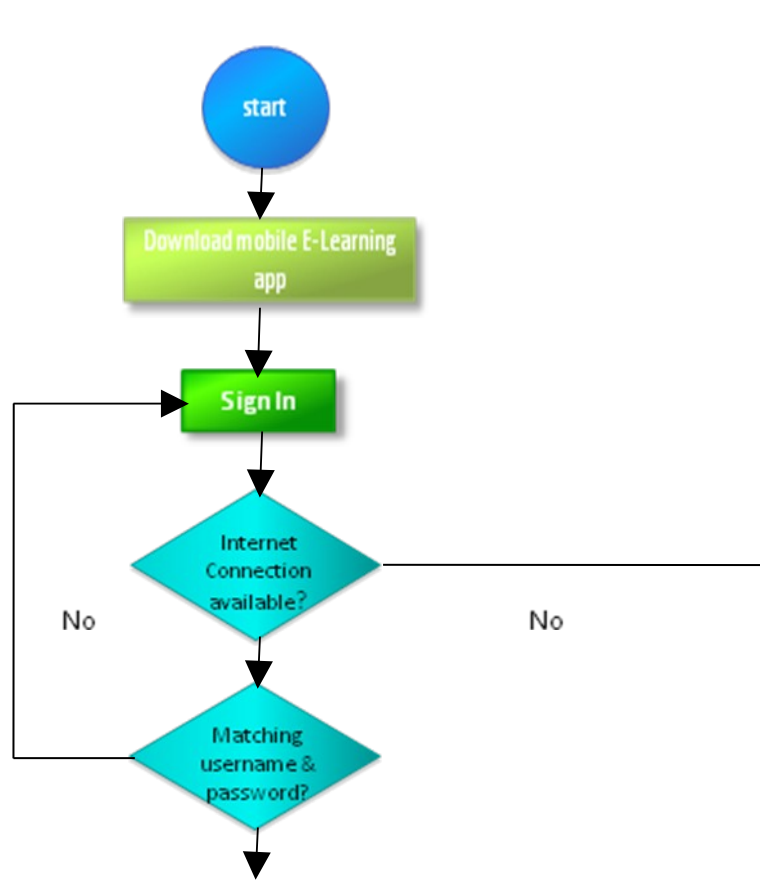 start
Download mobile E-Learning
app
Sign In
Internet
Connection
available?
No
No
Matching
username &
password?